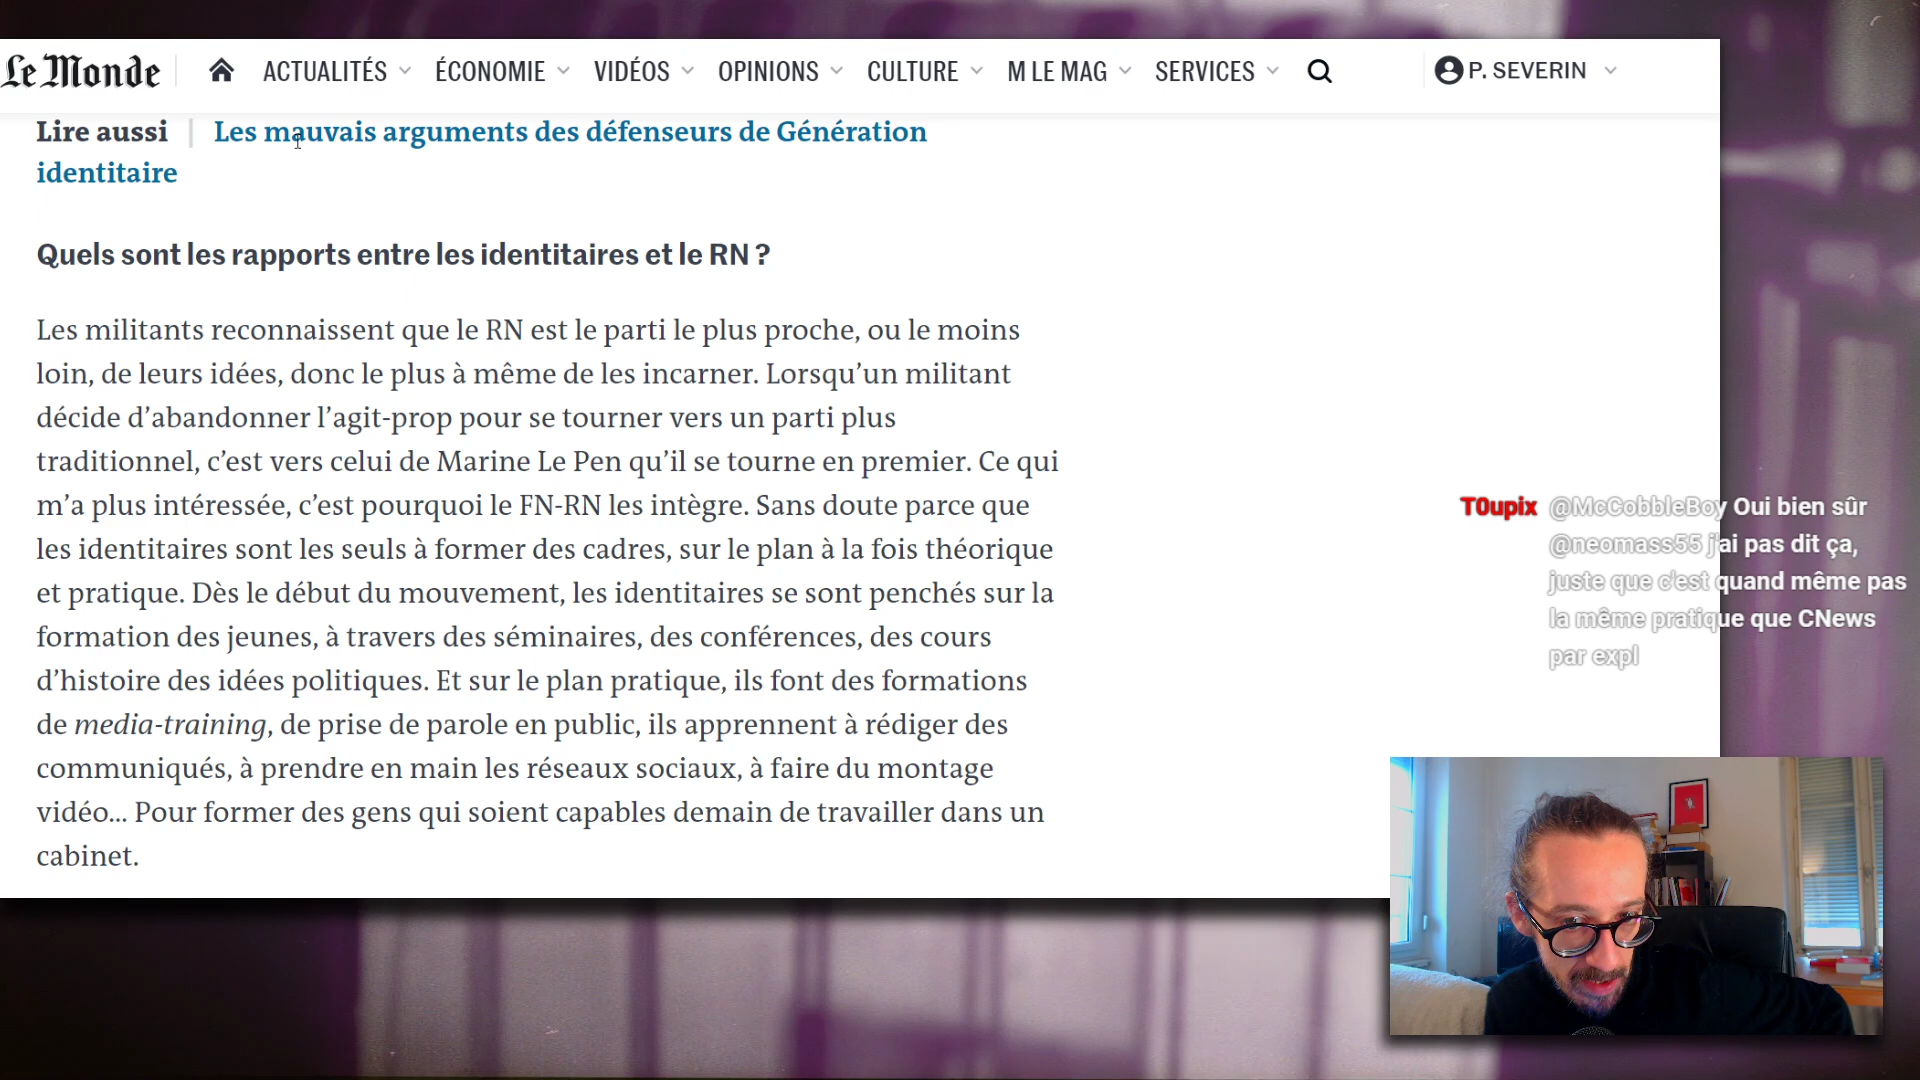 Le Monde
ACTUALITÉS
ÉCONOMIE
VIDÉOS
OPINIONS
CULTURE
M LE MAG
SERVICES
P. SEVERIN
Lire aussi | Les mauvais arguments des défenseurs de Génération
identitaire
Quels sont les rapports entre les identitaires et le RN ?
Les militants reconnaissent que le RN est le parti le plus proche, ou le moins
loin, de leurs idées, donc le plus à même de les incarner. Lorsqu’un militant
décide d’abandonner l’agit-prop pour se tourner vers un parti plus
traditionnel, c’est vers celui de Marine Le Pen qu’il se tourne en premier. Ce qui
m’a plus intéressée, c’est pourquoi le FN-RN les intègre. Sans doute parce que
les identitaires sont les seuls à former des cadres, sur le plan à la fois théorique
et pratique. Dès le début du mouvement, les identitaires se sont penchés sur la
formation des jeunes, à travers des séminaires, des conférences, des cours
d’histoire des idées politiques. Et sur le plan pratique, ils font des formations
de media-training, de prise de parole en public, ils apprennent à rédiger des
communiqués, à prendre en main les réseaux sociaux, à faire du montage
vidéo… Pour former des gens qui soient capables demain de travailler dans un
cabinet.
T0upix @McCobbleBoy Oui bien sûr
@neomass55 j'ai pas dit ça,
juste que c'est quand même pas
la même pratique que CNews
par expl